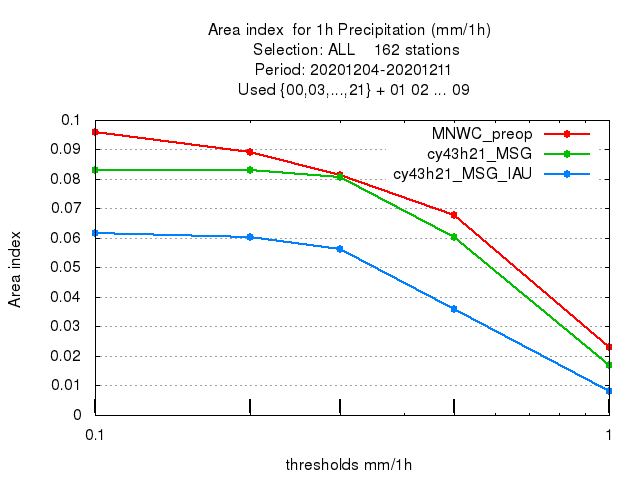 Area index  for 1h Precipitation (mm/1h)
Selection: ALL    162 stations
Period: 20201204-20201211
Used {00,03,...,21} + 01 02 ... 09
MNWC_preop
cy43h21_MSG
cy43h21_MSG_IAU
0.1
0.09
0.08
0.07
0.06
0.05
0.04
0.03
0.02
0.01
0
Area index
0.1
1
thresholds mm/1h